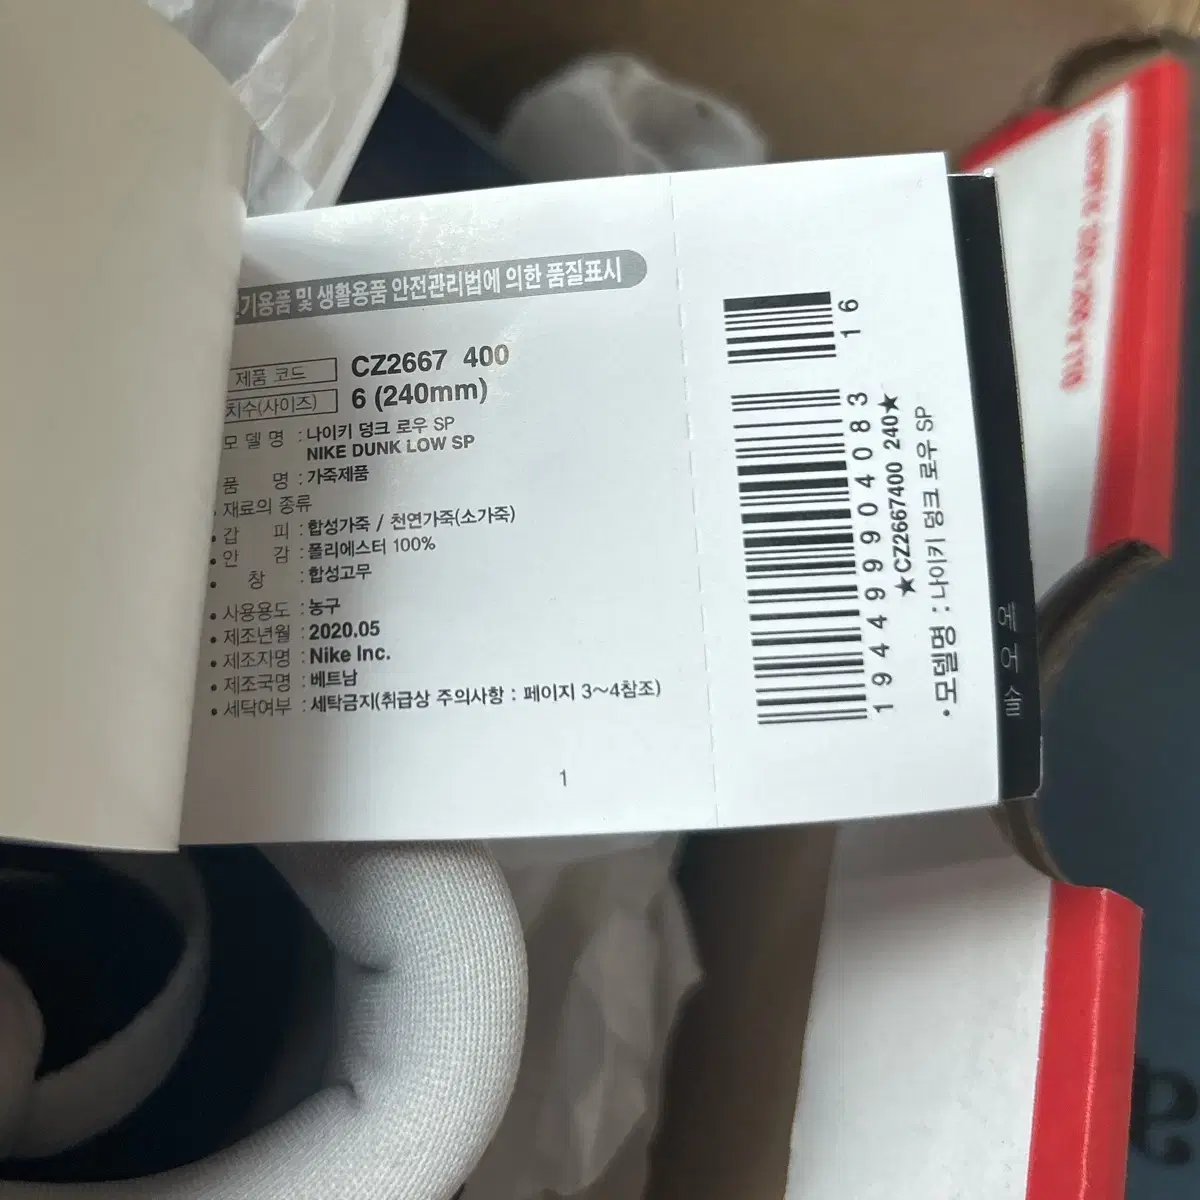 기용품 및 생활용품 안전관리법에 의한 품질표시
제품 코드 CZ2667 400
치수(사이즈) 6 (240mm)
모 델 명 : 나이키 덩크 로우 SP
NIKE DUNK LOW SP
품 명 : 가죽제품
• 재료의 종류
• 갑 피 : 합성가죽 / 천연가죽(소가죽)
• 안 감 : 폴리에스터 100%
• 창 : 합성고무
• 사용용도 : 농구
• 제조년월 : 2020.05
• 제조자명 : Nike Inc.
• 제조국명 : 베트남
• 세탁여부 : 세탁금지(취급상 주의사항 : 페이지 3~4참조)
1
16
194499904083
★CZ2667400 240★
• 모델명 : 나이키 덩크 로우 SP
에어솔